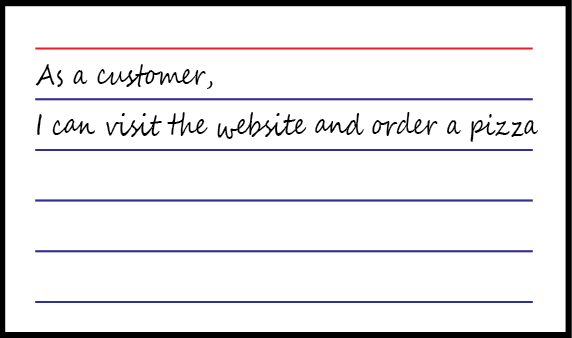 As a customer,
I can visit the website and order a pizza